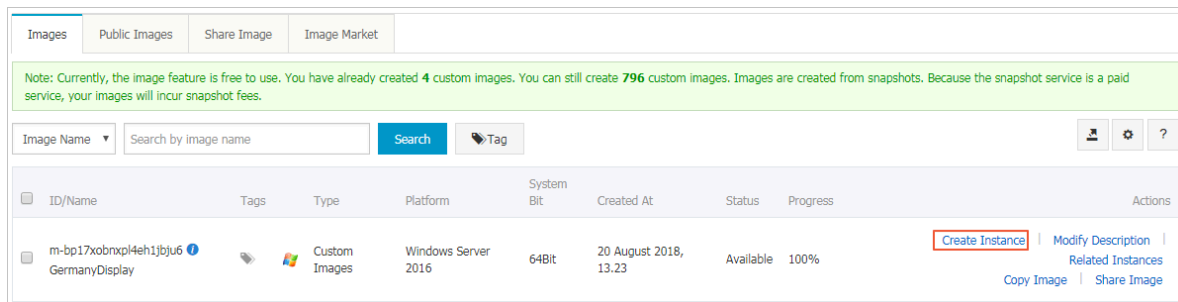 Images
Public Images
Share Image
Image Market
Note: Currently, the image feature is free to use. You have already created 4 custom images. You can still create 796 custom images. Images are created from snapshots. Because the snapshot service is a paid
service, your images will incur snapshot fees.
Image Name
Search by image name
Search
Tag
?
ID/Name
Tags
Type
Platform
System
Bit
Created At
Status
Progress
Actions
m-bp17xobnxpl4eh1jbju6
GermanyDisplay
Custom
Images
Windows Server
2016
64Bit
20 August 2018,
13.23
Available
100%
Create Instance | Modify Description |
Related Instances
Copy Image | Share Image